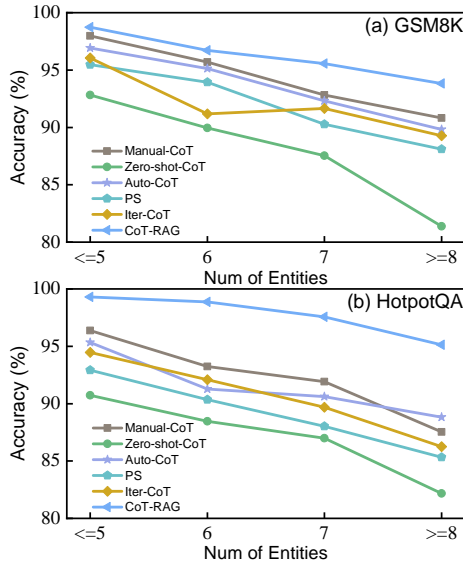 (a) GSM8K
100
95
90
85
80
Accuracy (%)
Manual-CoT
Zero-shot-CoT
Auto-CoT
PS
Iter-CoT
CoT-RAG
<=5 6 7 >=8
Num of Entities
(b) HotpotQA
100
95
90
85
80
Accuracy (%)
Manual-CoT
Zero-shot-CoT
Auto-CoT
PS
Iter-CoT
CoT-RAG
<=5 6 7 >=8
Num of Entities